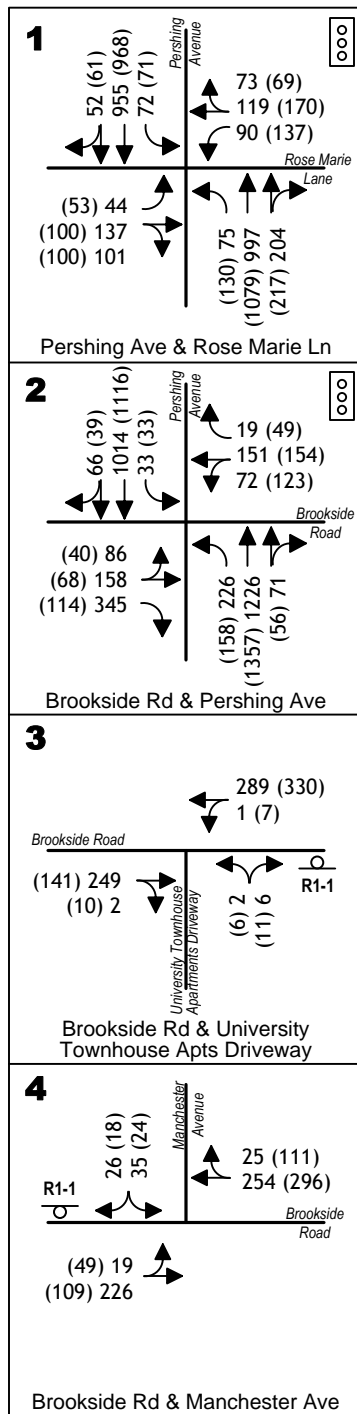 1
Pershing
Avenue
52 (61)
955 (968)
72 (71)
73 (69)
119 (170)
90 (137)
Rose Marie
Lane
(53) 44
(100) 137
(100) 101
(130) 75
(1079) 997
(217) 204
Pershing Ave & Rose Marie Ln
2
Pershing
Avenue
66 (39)
1014 (1116)
33 (33)
19 (49)
151 (154)
72 (123)
Brookside
Road
(40) 86
(68) 158
(114) 345
(158) 226
(1357) 1226
(56) 71
Brookside Rd & Pershing Ave
3
289 (330)
1 (7)
Brookside Road
(141) 249
(10) 2
University Townhouse
Apartments Driveway
(6) 2
(11) 6
R1-1
Brookside Rd & University
Townhouse Apts Driveway
4
Manchester
Avenue
26 (18)
35 (24)
25 (111)
254 (296)
R1-1
Brookside
Road
(49) 19
(109) 226
Brookside Rd & Manchester Ave